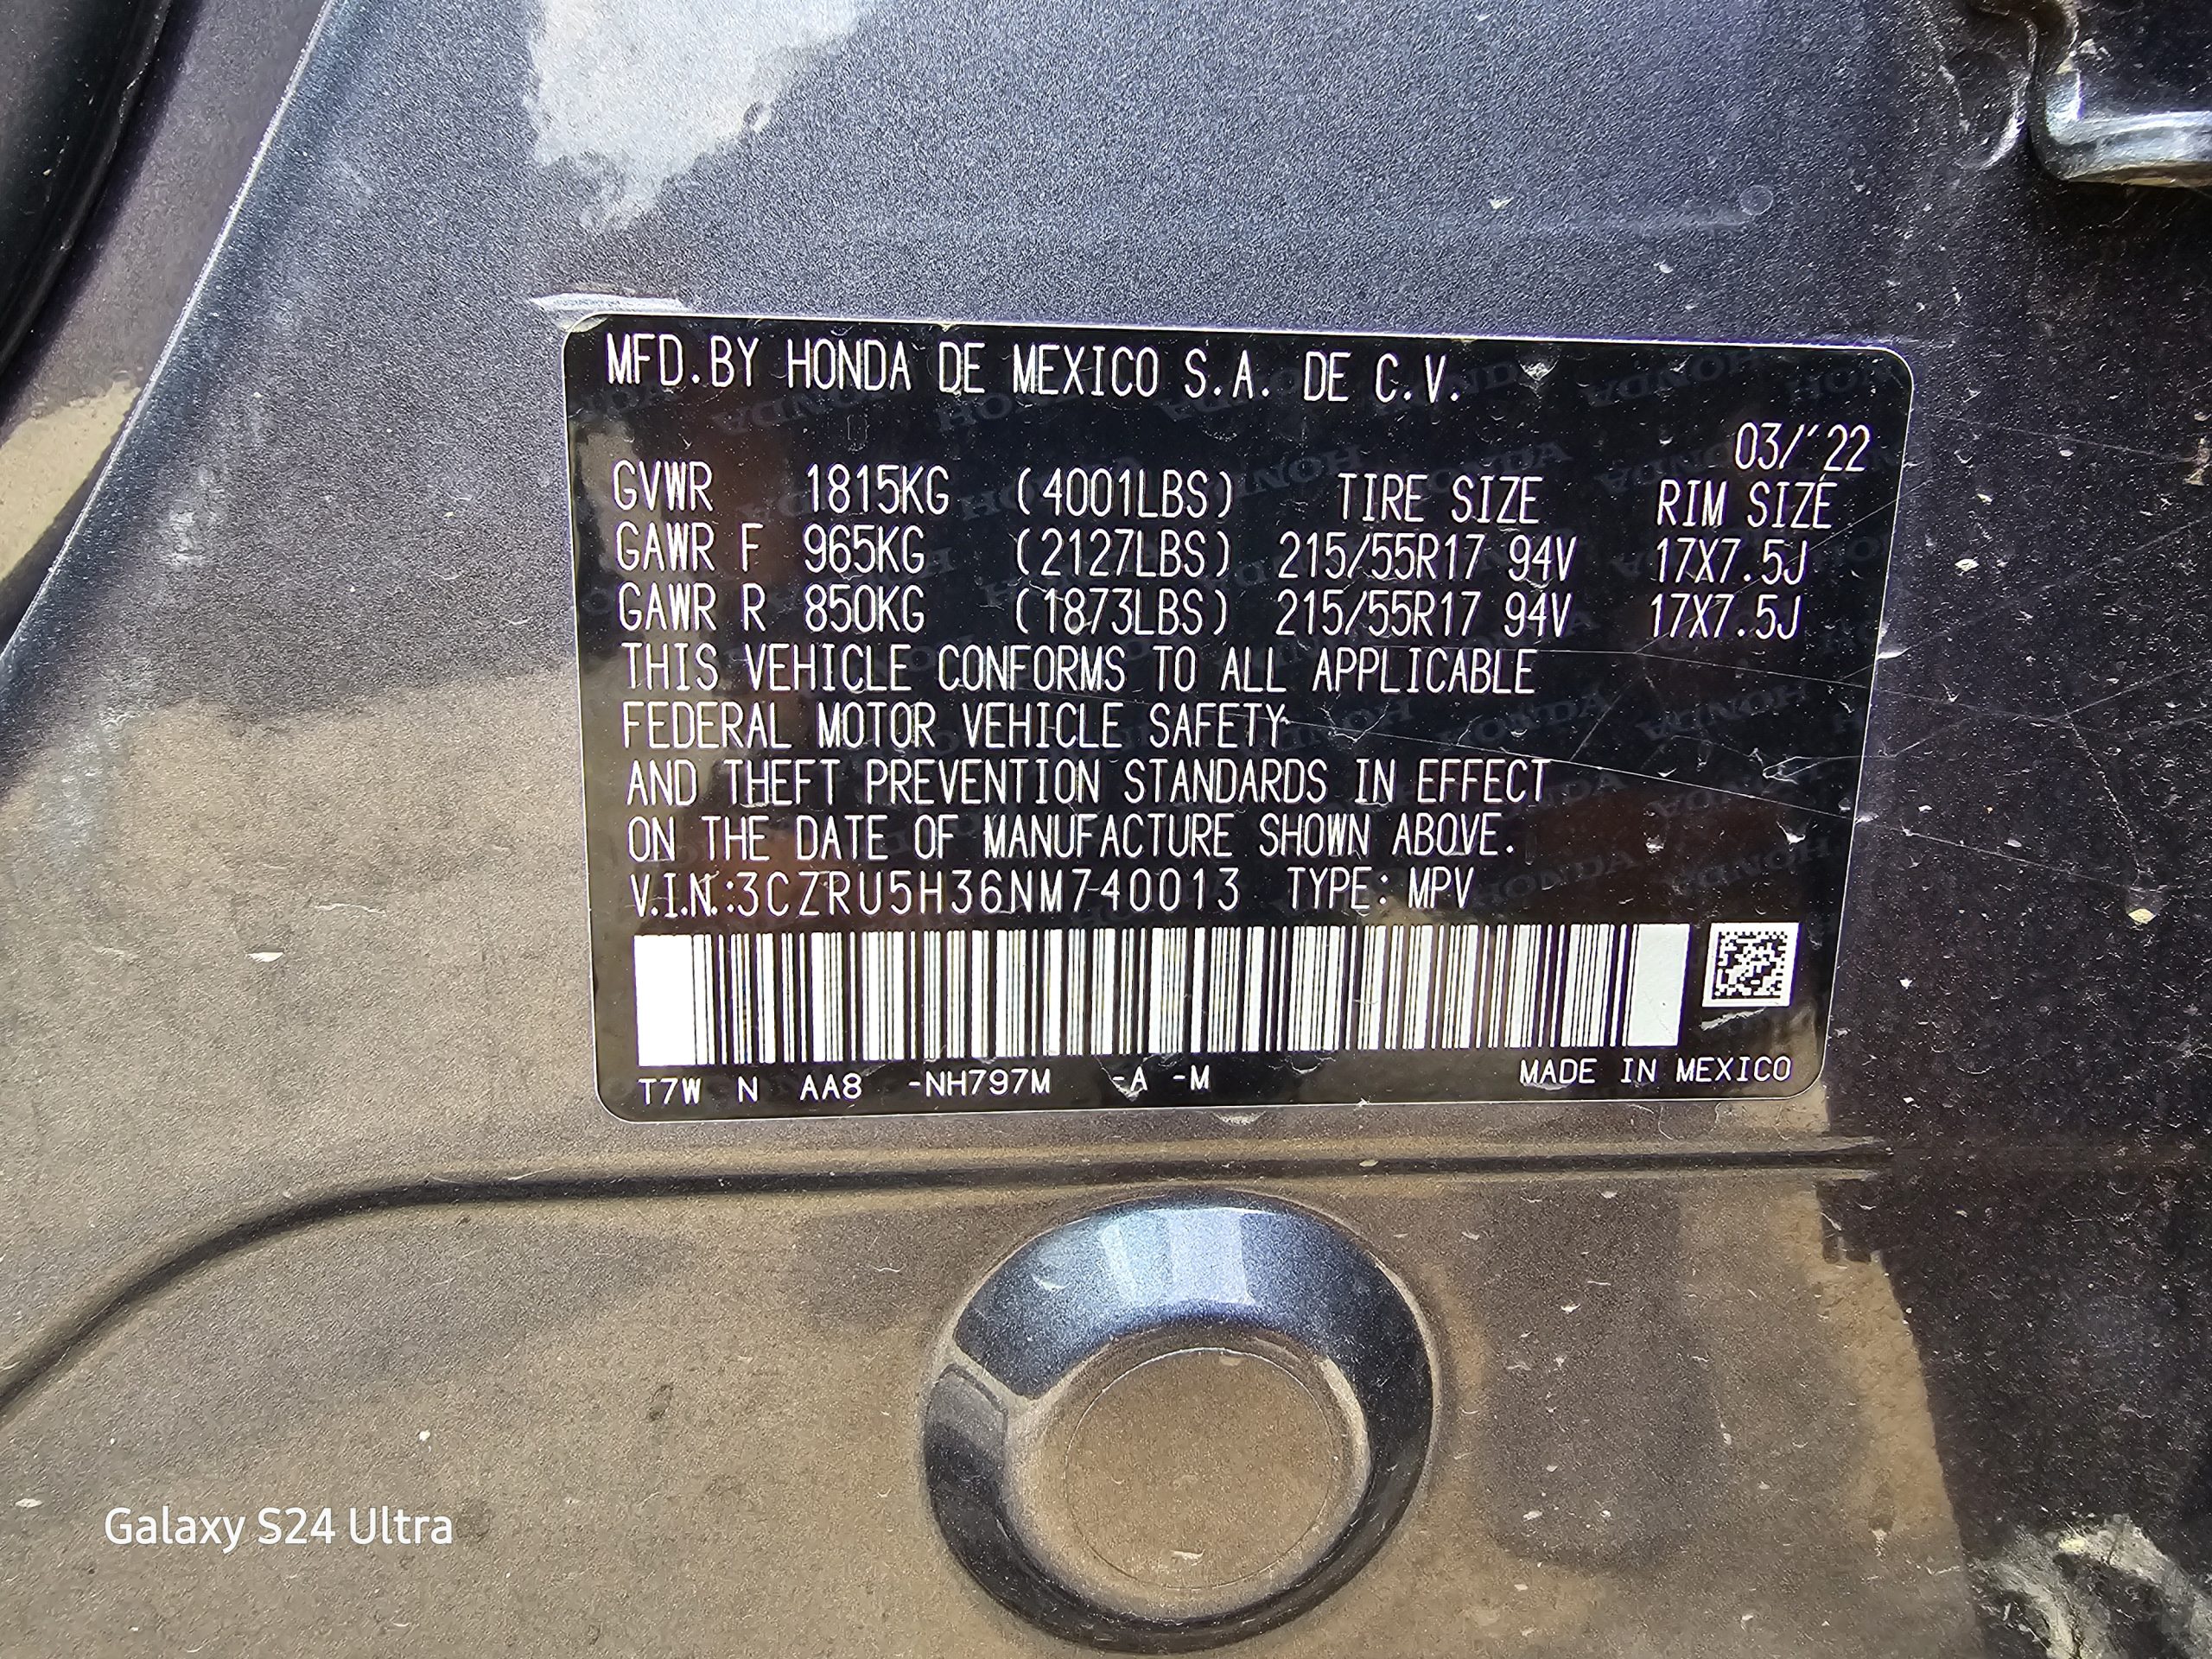 MFD.BY HONDA DE MEXICO S.A. DE C.V.
03/'22
GVWR 1815KG (4001LBS) TIRE SIZE RIM SIZE
GAWR F 965KG (2127LBS) 215/55R17 94V 17X7.5J
GAWR R 850KG (1873LBS) 215/55R17 94V 17X7.5J
THIS VEHICLE CONFORMS TO ALL APPLICABLE
FEDERAL MOTOR VEHICLE SAFETY
AND THEFT PREVENTION STANDARDS IN EFFECT
ON THE DATE OF MANUFACTURE SHOWN ABOVE.
V.I.N.:3CZRU5H36NM740013 TYPE: MPV
T7W N AA8 -NH797M -A -M MADE IN MEXICO
Galaxy S24 Ultra